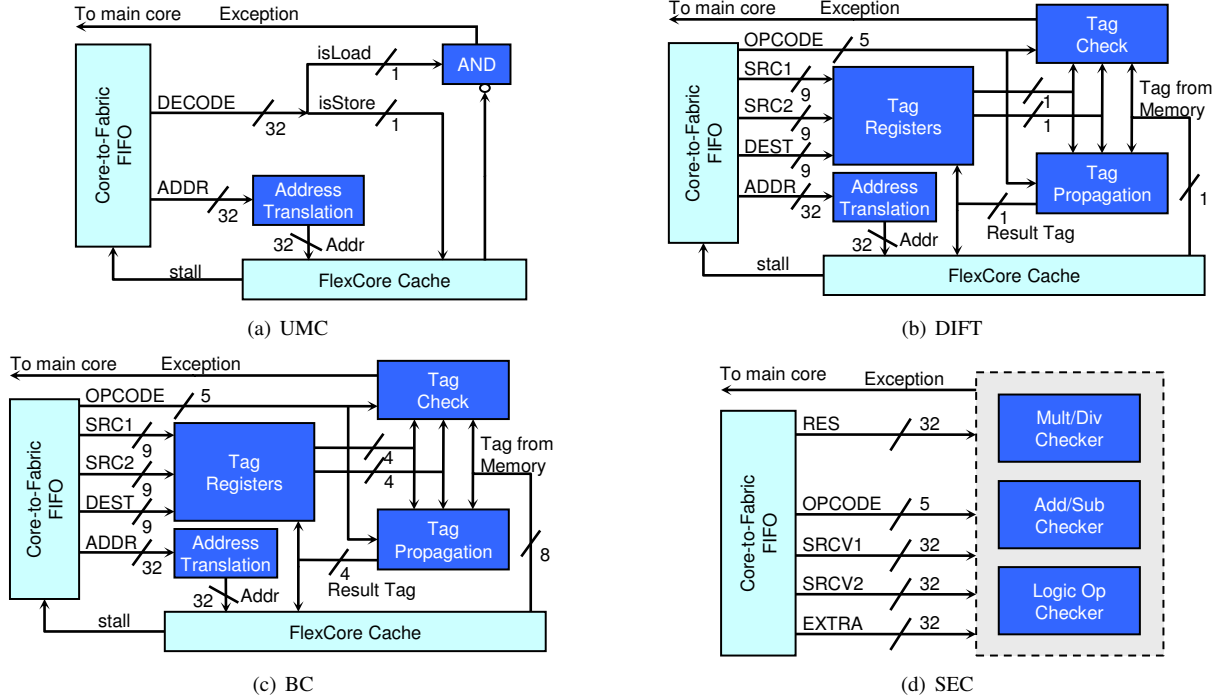 To main core
Exception
Core-to-Fabric
FIFO
DECODE
32
isLoad
1
AND
isStore
1
ADDR
32
Address
Translation
32
Addr
stall
FlexCore Cache
(a) UMC
To main core
Exception
Core-to-Fabric
FIFO
OPCODE
5
SRC1
9
SRC2
9
DEST
9
ADDR
32
Tag
Registers
1
1
Tag
Check
Tag from
Memory
Tag
Propagation
1
1
Result Tag
Address
Translation
32
Addr
stall
FlexCore Cache
(b) DIFT
To main core
Exception
Core-to-Fabric
FIFO
OPCODE
5
SRC1
9
SRC2
9
DEST
9
ADDR
32
Tag
Registers
4
4
Tag
Check
Tag from
Memory
Tag
Propagation
8
4
Result Tag
Address
Translation
32
Addr
stall
FlexCore Cache
(c) BC
To main core
Exception
Core-to-Fabric
FIFO
RES
32
OPCODE
5
SRCV1
32
SRCV2
32
EXTRA
32
Mult/Div
Checker
Add/Sub
Checker
Logic Op
Checker
(d) SEC